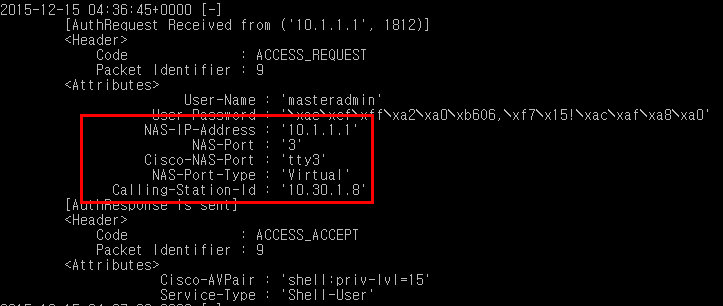 2015-12-15 04:36:45+0000 [-]
[AuthRequest Received from ('10.1.1.1', 1812)]
<Header>
Code : ACCESS_REQUEST
Packet Identifier : 9
<Attributes>
User-Name : 'masteradmin'
User-Password : '\xae\xef\xff\xa2\xa0\xb606,\xf7\x15!\xac\xaf\xa8\xa0'
NAS-IP-Address : '10.1.1.1'
NAS-Port : '3'
Cisco-NAS-Port : 'tty3'
NAS-Port-Type : 'Virtual'
Calling-Station-Id : '10.30.1.8'
[AuthResponse is sent]
<Header>
Code : ACCESS_ACCEPT
Packet Identifier : 9
<Attributes>
Cisco-AVPair : 'shell:priv-lvl=15'
Service-Type : 'Shell-User'